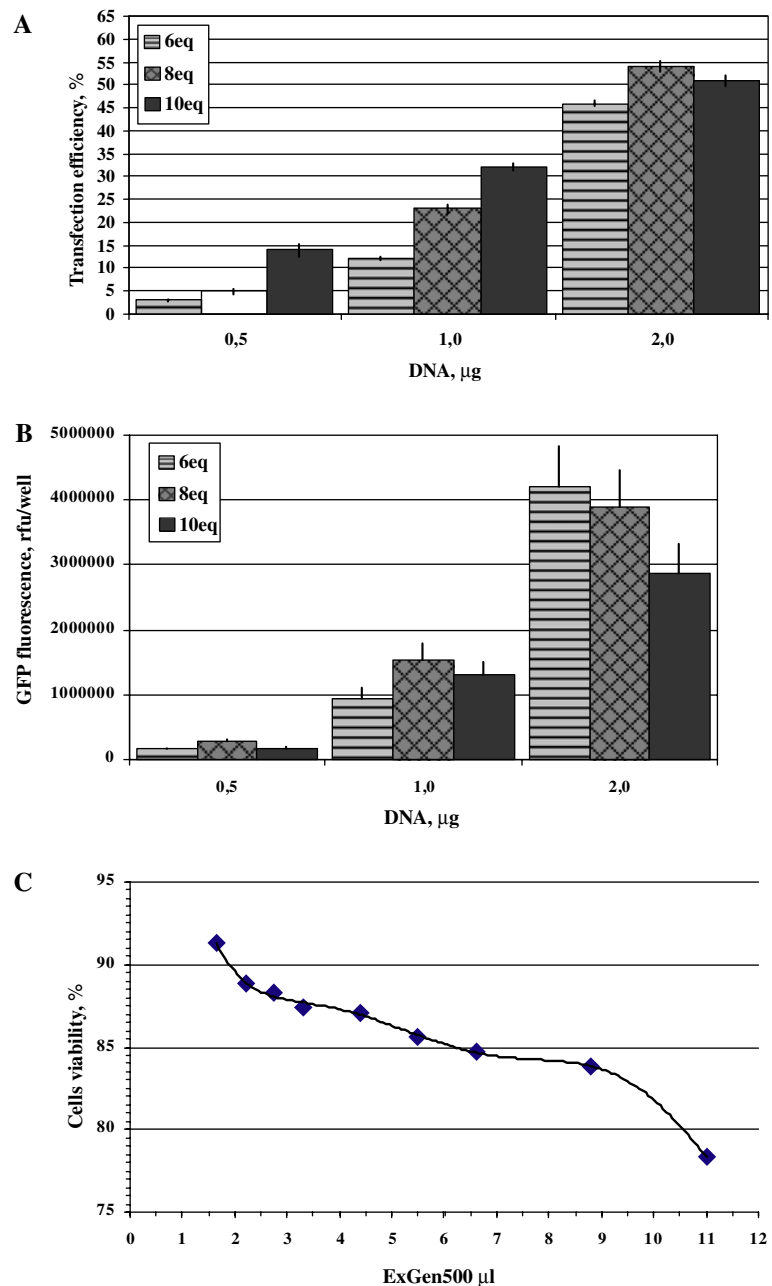 A
Transfection efficiency, %
65
60
55
50
45
40
35
30
25
20
15
10
5
0
6eq
8eq
10eq
0,5 1,0 2,0
DNA, μg
B
GFP fluorescence, rfu/well
5000000
4000000
3000000
2000000
1000000
0
6eq
8eq
10eq
0,5 1,0 2,0
DNA, μg
C
Cells viability, %
95
90
85
80
75
0 1 2 3 4 5 6 7 8 9 10 11 12
ExGen500 μl